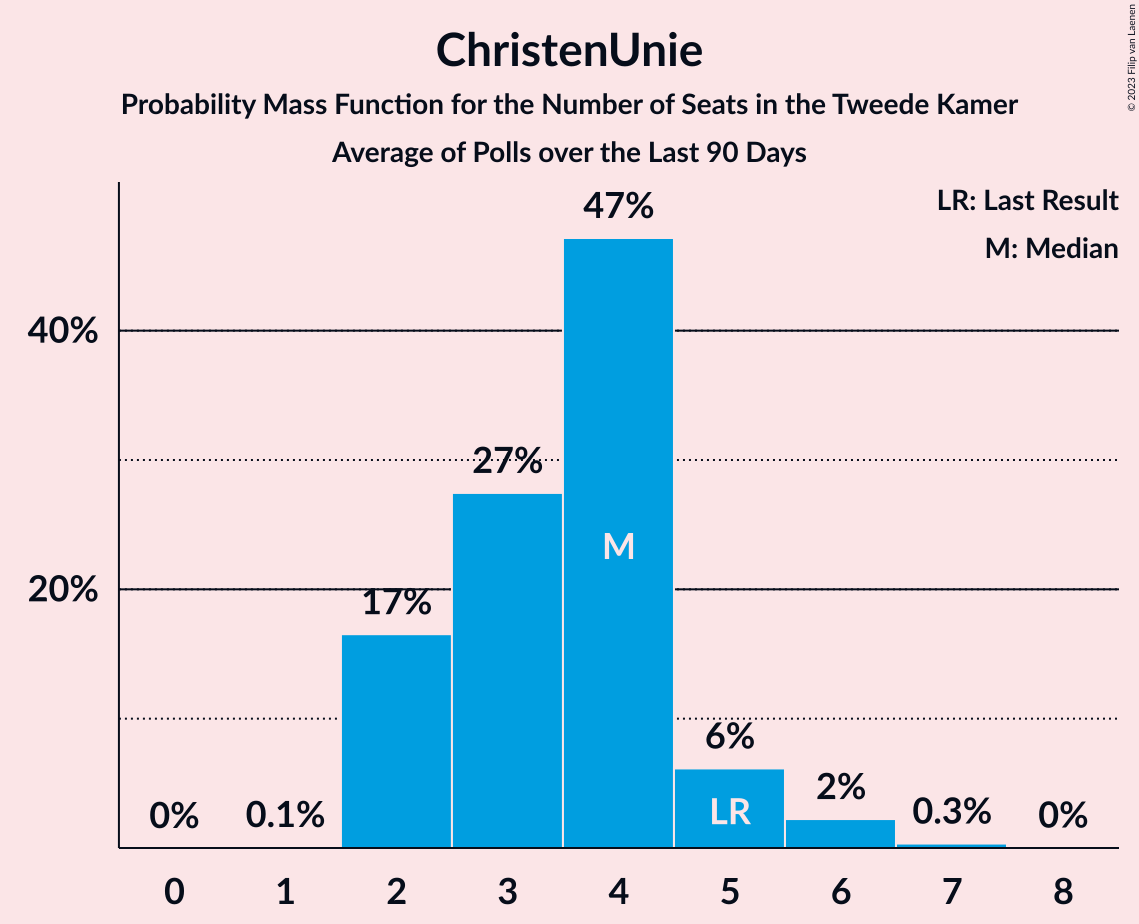 ChristenUnie
Probability Mass Function for the Number of Seats in the Tweede Kamer
Average of Polls over the Last 90 Days
© 2023 Filip van Laenen
LR: Last Result
M: Median
47%
40%
27%
M
20%
17%
6%
LR
2%
0%
0.1%
0.3%
0%
0 1 2 3 4 5 6 7 8